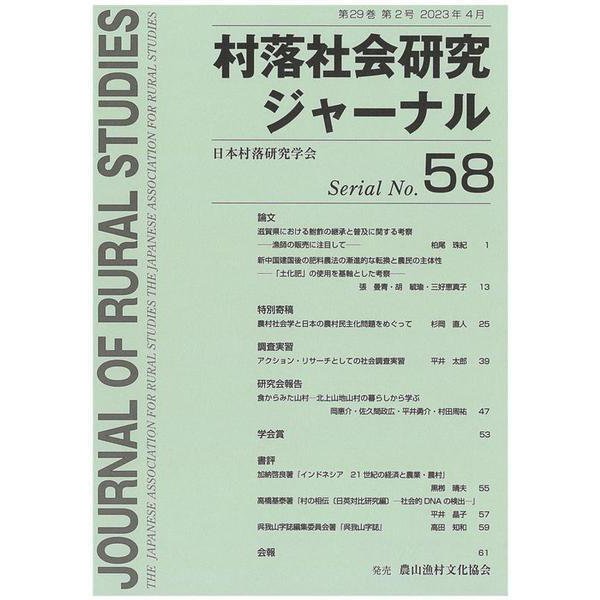 第29巻 第2号 2023年4月
村落社会研究
ジャーナル
日本村落研究学会
Serial No. 58
JOURNAL OF RURAL STUDIES
THE JAPANESE ASSOCIATION FOR RURAL STUDIES THE JAPANESE ASSOCIATION FOR RURAL STUDIES
論文
滋賀県における鮒鮓の継承と普及に関する考察
――漁師の販売に注目して―― 柏尾 珠紀 1
新中国建国後の肥料農法の漸進的な転換と農民の主体性
――「土化肥」の使用を基軸とした考察――
張 曼青・胡 毓瑜・三好恵真子 13
特別寄稿
農村社会学と日本の農村民主化問題をめぐって 杉岡 直人 25
調査実習
アクション・リサーチとしての社会調査実習 平井 太郎 39
研究会報告
食からみた山村―北上山地山村の暮らしから学ぶ
岡惠介・佐久間政広・平井勇介・村田周祐 47
学会賞 53
書評
加納啓良著『インドネシア 21世紀の経済と農業・農村』
黒栁 晴夫 55
高橋基泰著『村の相伝〔日英対比研究編〕―社会的DNAの検出―』
平井 晶子 57
呉我山字誌編集委員会著『呉我山字誌』 高田 知和 59
会報 61
発売 農山漁村文化協会